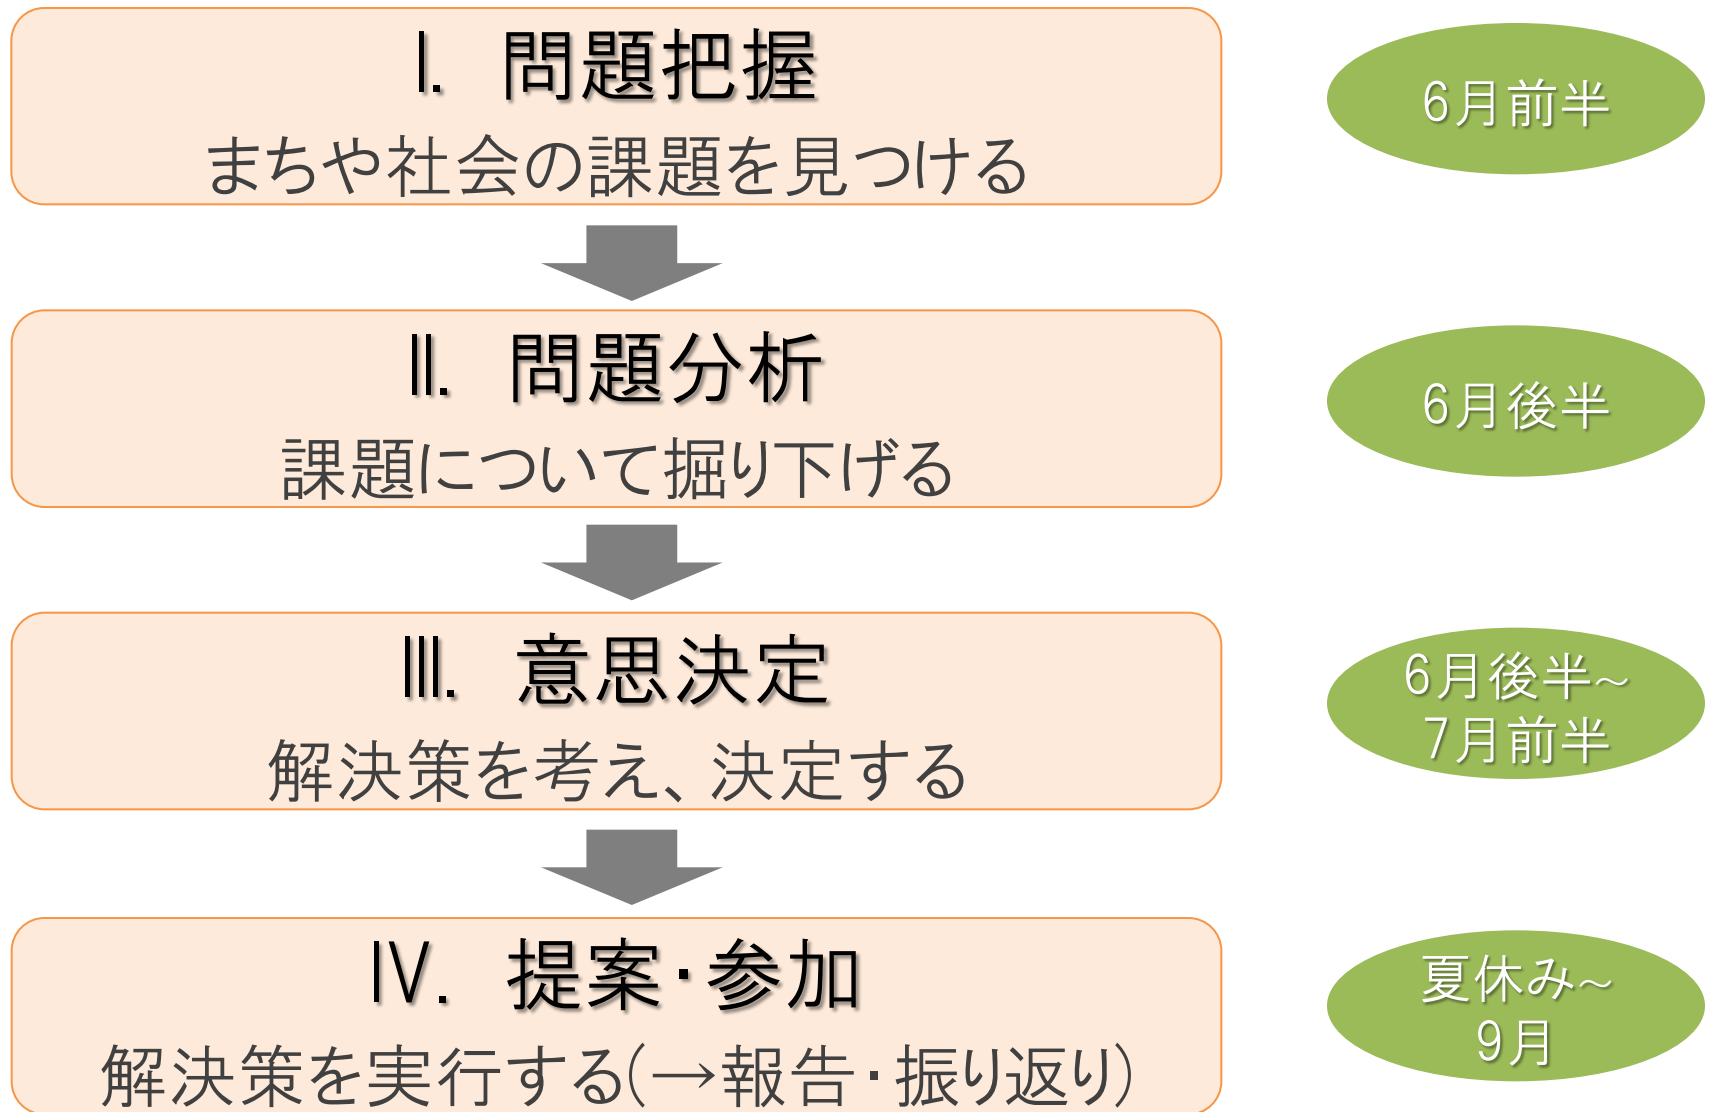 Ⅰ. 問題把握
まちや社会の課題を見つける
6月前半
Ⅱ. 問題分析
課題について掘り下げる
6月後半
Ⅲ. 意思決定
解決策を考え、決定する
6月後半~
7月前半
Ⅳ. 提案・参加
解決策を実行する(→報告・振り返り)
夏休み~
9月